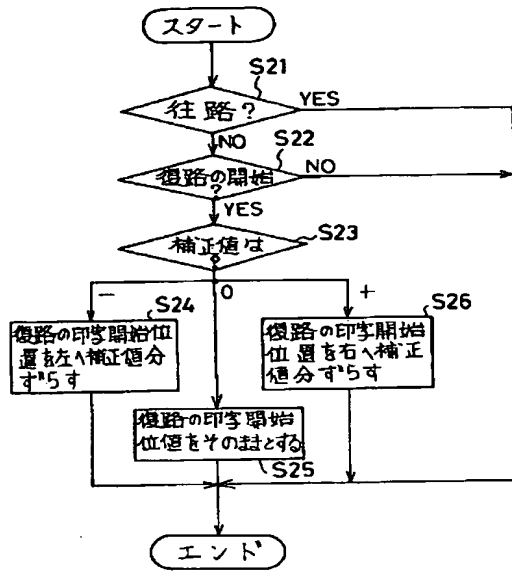 スタート
S21
往路?
YES
NO
S22
復路の開始
?
NO
YES
S23
補正値は
?
−
0
+
S24
復路の印字開始位
置を左へ補正値分
ずらす
S26
復路の印字開始
位置を右へ補正
値分ずらす
復路の印字開始
位値をそのままとする
S25
エンド